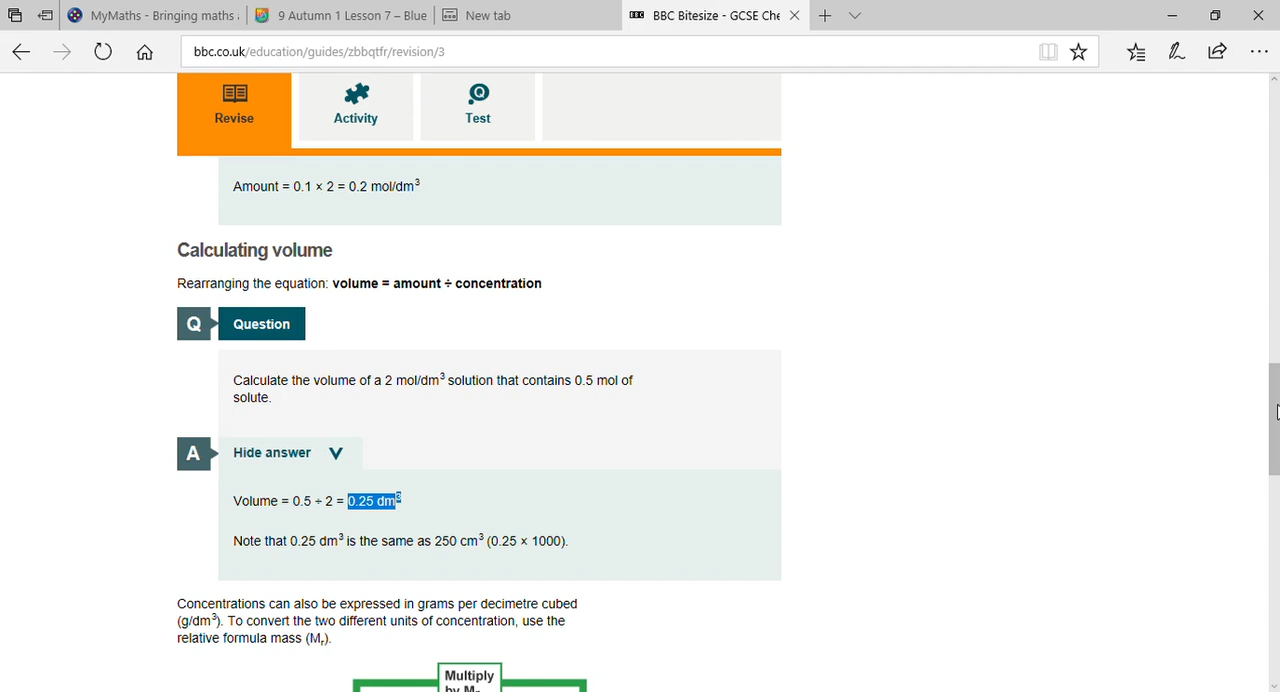 MyMaths - Bringing maths
9 Autumn 1 Lesson 7 – Blue
New tab
BBC Bitesize - GCSE Che
bbc.co.uk/education/guides/zbbqtfr/revision/3
Revise
Activity
Test
Amount = 0.1 × 2 = 0.2 mol/dm³
Calculating volume
Rearranging the equation: volume = amount ÷ concentration
Q Question
Calculate the volume of a 2 mol/dm³ solution that contains 0.5 mol of
solute.
A Hide answer
Volume = 0.5 ÷ 2 = 0.25 dm³
Note that 0.25 dm³ is the same as 250 cm³ (0.25 × 1000).
Concentrations can also be expressed in grams per decimetre cubed
(g/dm³). To convert the two different units of concentration, use the
relative formula mass (Mᵣ).
Multiply
by Mᵣ